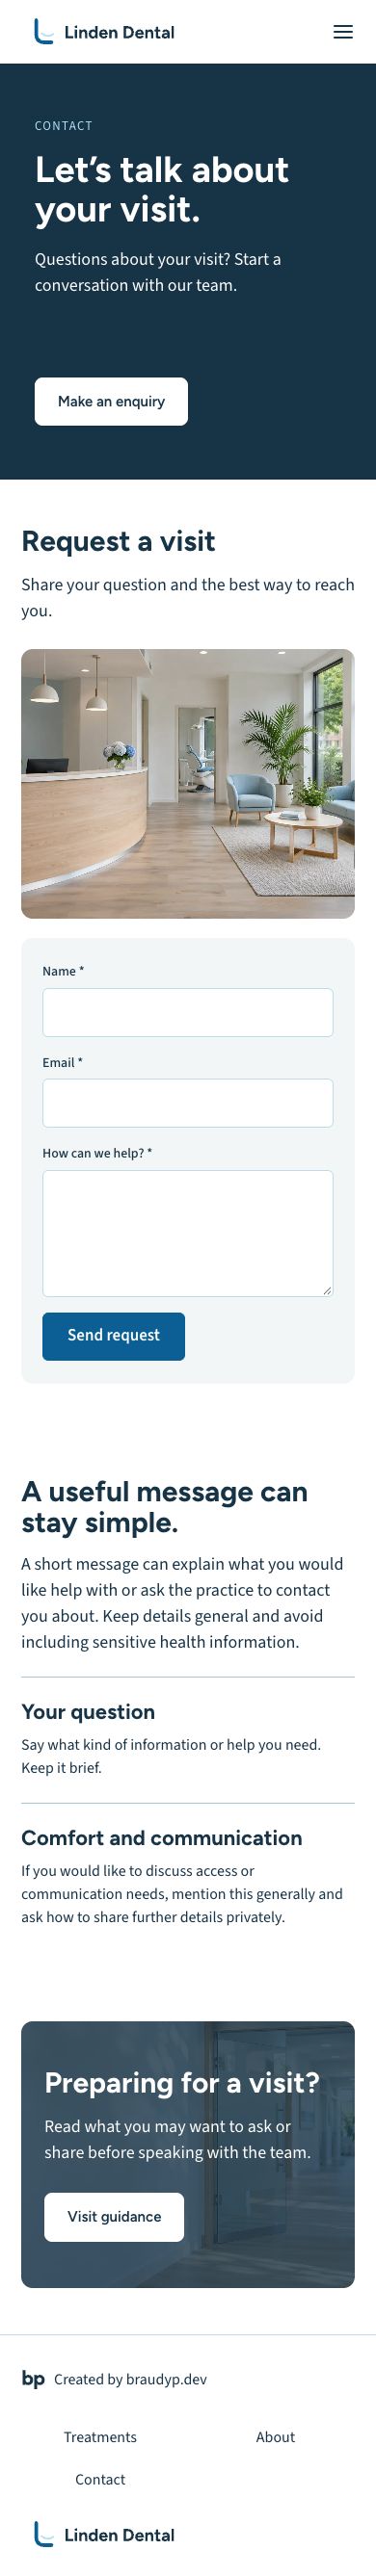 Linden Dental
CONTACT
Let’s talk about
your visit.
Questions about your visit? Start a
conversation with our team.
Make an enquiry
Request a visit
Share your question and the best way to reach
you.
Name *
Email *
How can we help? *
Send request
A useful message can
stay simple.
A short message can explain what you would
like help with or ask the practice to contact
you about. Keep details general and avoid
including sensitive health information.
Your question
Say what kind of information or help you need.
Keep it brief.
Comfort and communication
If you would like to discuss access or
communication needs, mention this generally and
ask how to share further details privately.
Preparing for a visit?
Read what you may want to ask or
share before speaking with the team.
Visit guidance
bp Created by braudyp.dev
Treatments About
Contact
Linden Dental